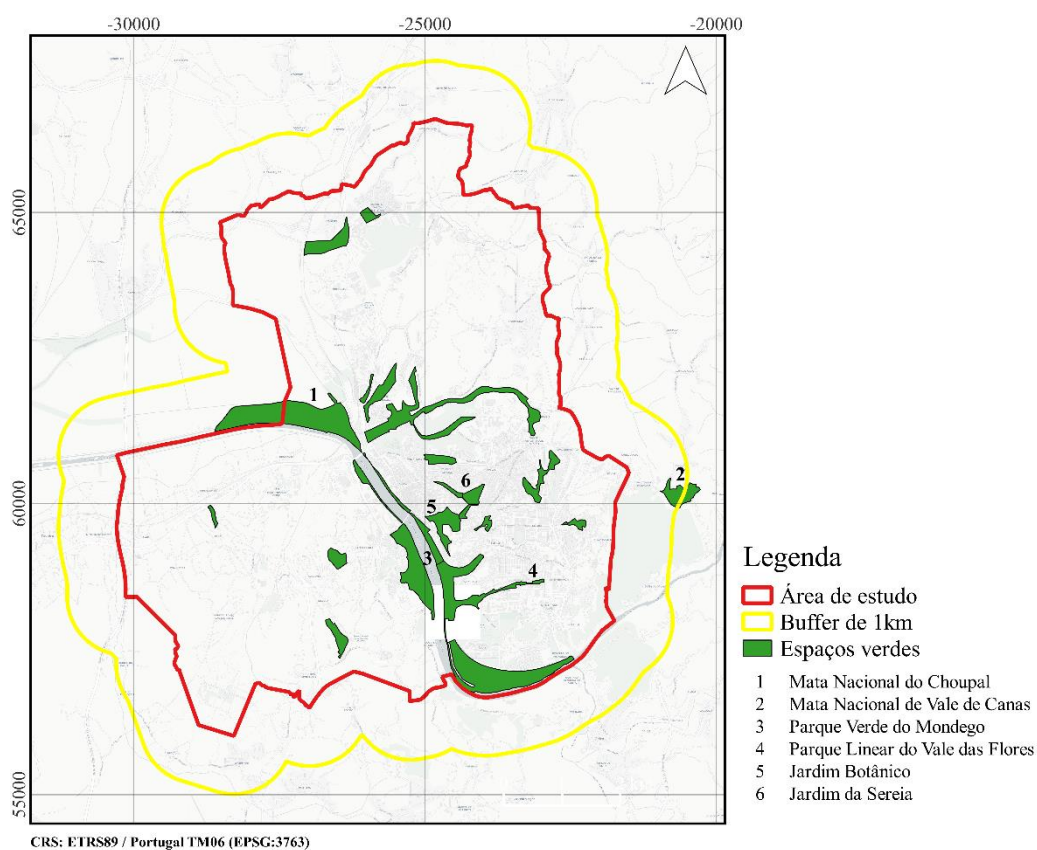 -30000
-25000
-20000
65000
60000
55000
1
2
6
5
3
4
Legenda
Área de estudo
Buffer de 1km
Espaços verdes
1 Mata Nacional do Choupal
2 Mata Nacional de Vale de Canas
3 Parque Verde do Mondego
4 Parque Linear do Vale das Flores
5 Jardim Botânico
6 Jardim da Sereia
CRS: ETRS89 / Portugal TM06 (EPSG:3763)